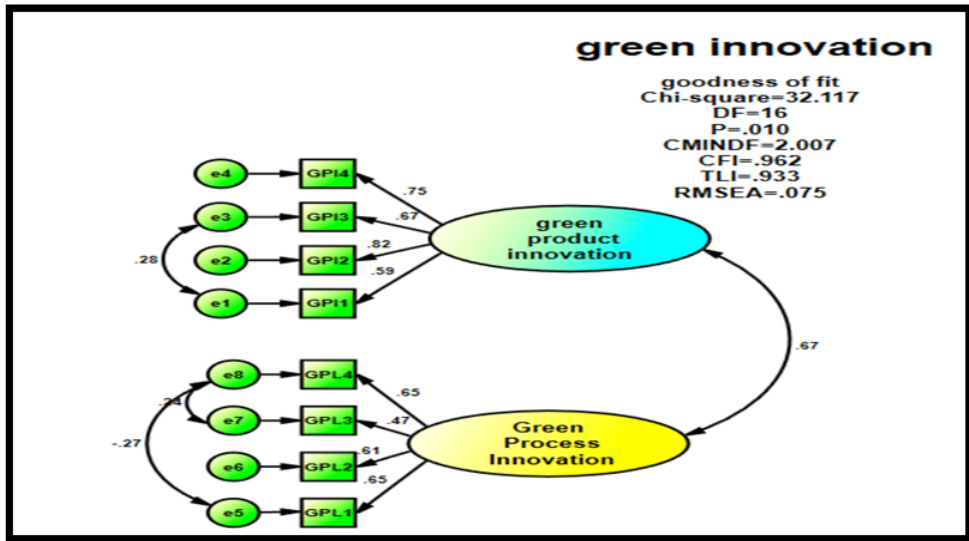 green innovation
goodness of fit
Chi-square=32.117
DF=16
P=.010
CMINDF=2.007
CFI=.962
TLI=.933
RMSEA=.075
e4 GPI4 .75
e3 GPI3 .67
.28 e2 GPI2 .82
e1 GPI1 .59
green
product
innovation
.67
e8 GPL4 .65
.24 e7 GPL3 .47
-.27 e6 GPL2 .61
e5 GPL1 .65
Green
Process
Innovation